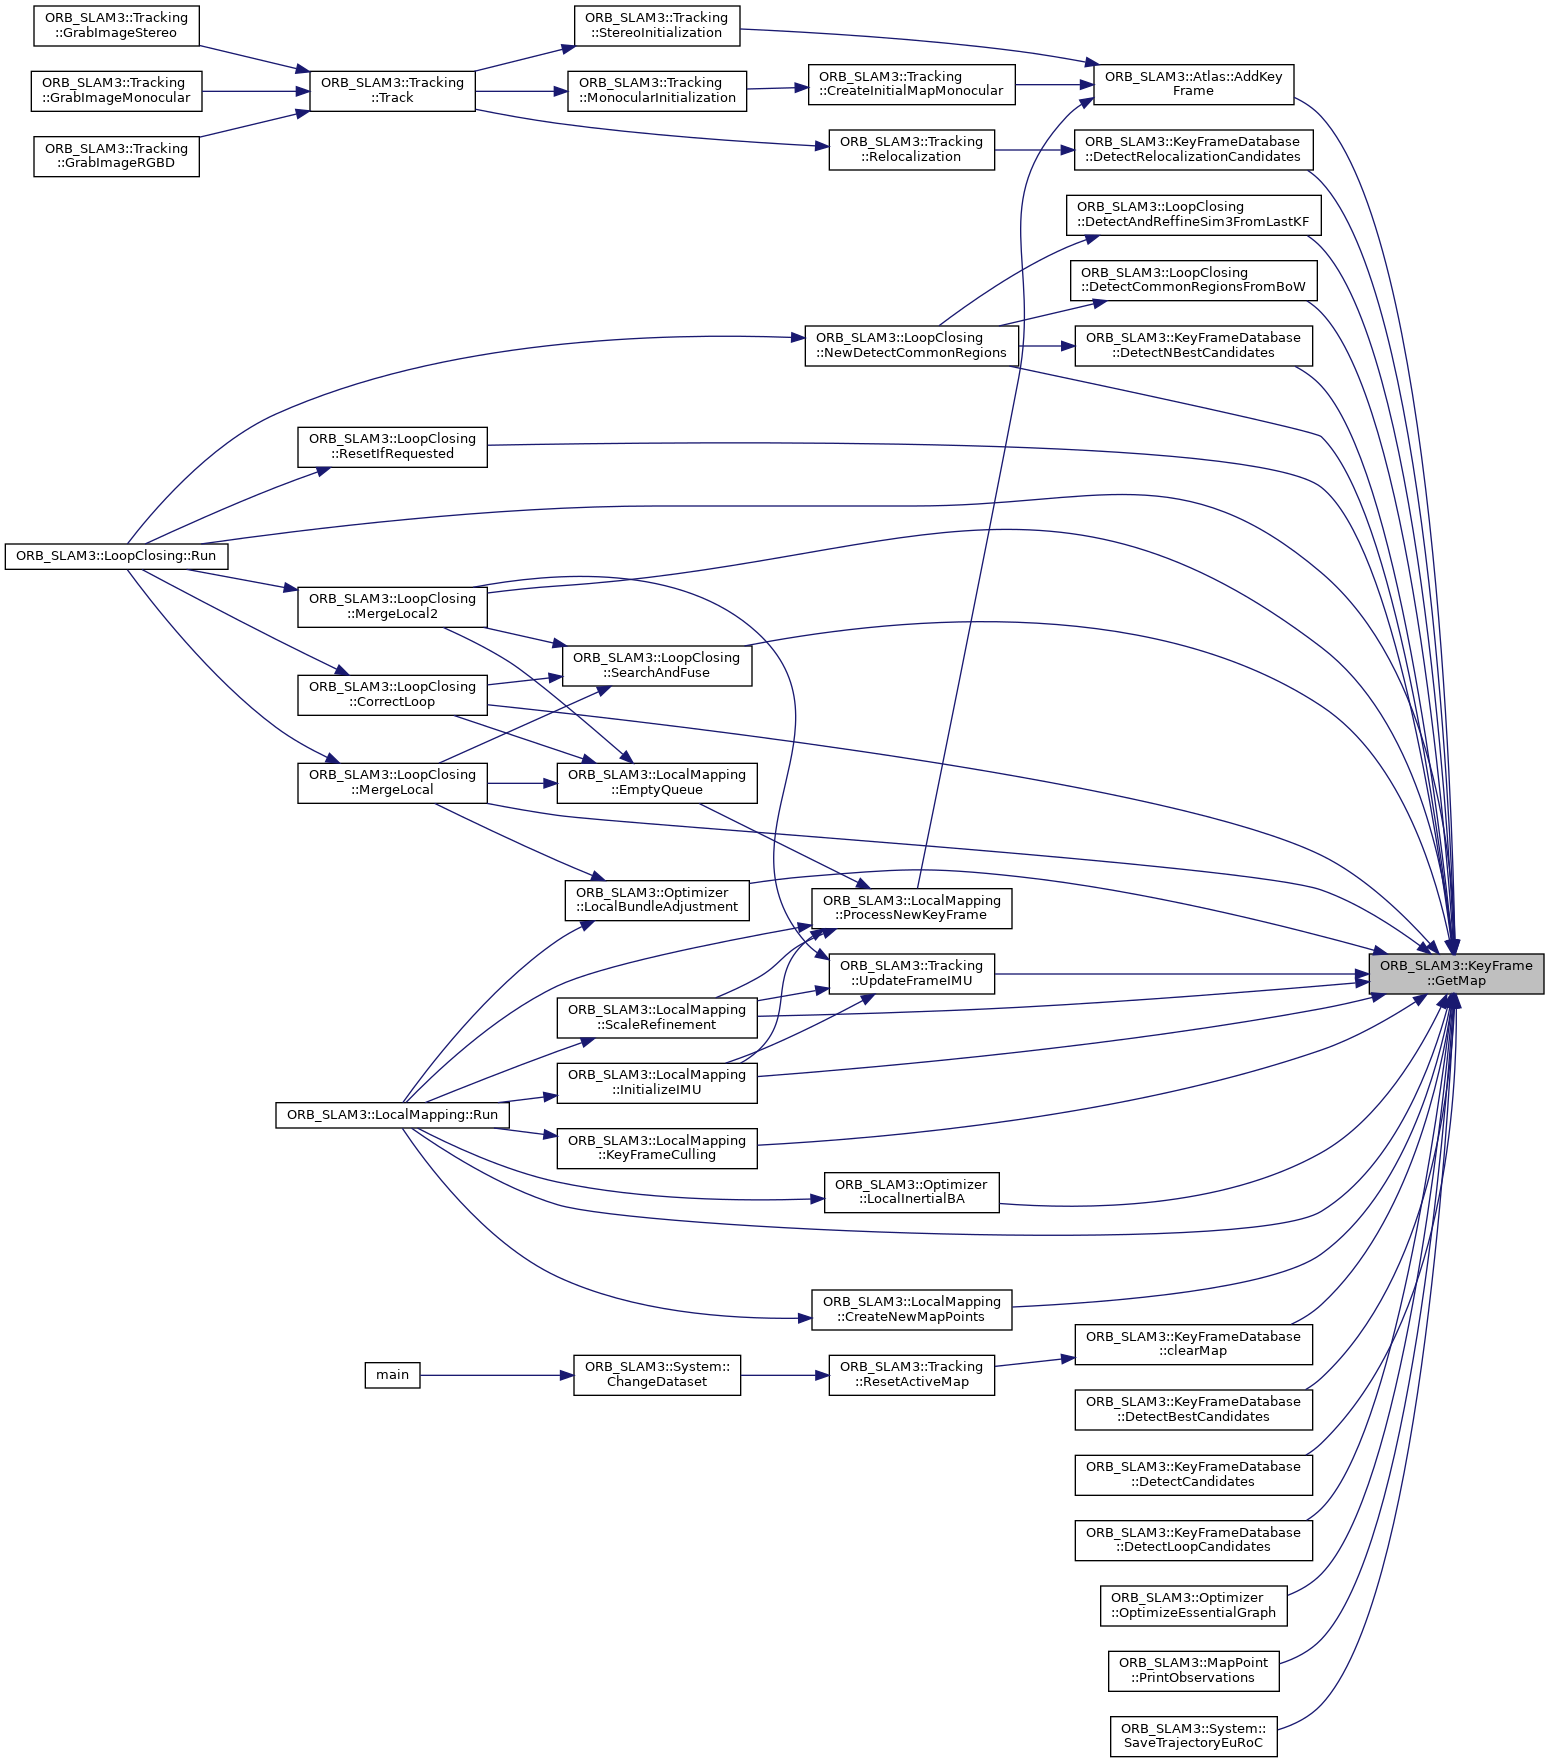 ORB_SLAM3::Tracking
::GrabImageStereo
ORB_SLAM3::Tracking
::StereoInitialization
ORB_SLAM3::Tracking
::GrabImageMonocular
ORB_SLAM3::Tracking
::Track
ORB_SLAM3::Tracking
::MonocularInitialization
ORB_SLAM3::Tracking
::CreateInitialMapMonocular
ORB_SLAM3::Atlas::AddKey
Frame
ORB_SLAM3::Tracking
::GrabImageRGBD
ORB_SLAM3::Tracking
::Relocalization
ORB_SLAM3::KeyFrameDatabase
::DetectRelocalizationCandidates
ORB_SLAM3::LoopClosing
::DetectAndReffineSim3FromLastKF
ORB_SLAM3::LoopClosing
::DetectCommonRegionsFromBoW
ORB_SLAM3::LoopClosing
::NewDetectCommonRegions
ORB_SLAM3::KeyFrameDatabase
::DetectNBestCandidates
ORB_SLAM3::LoopClosing
::ResetIfRequested
ORB_SLAM3::LoopClosing::Run
ORB_SLAM3::LoopClosing
::MergeLocal2
ORB_SLAM3::LoopClosing
::SearchAndFuse
ORB_SLAM3::LoopClosing
::CorrectLoop
ORB_SLAM3::LoopClosing
::MergeLocal
ORB_SLAM3::LocalMapping
::EmptyQueue
ORB_SLAM3::Optimizer
::LocalBundleAdjustment
ORB_SLAM3::LocalMapping
::ProcessNewKeyFrame
ORB_SLAM3::Tracking
::UpdateFrameIMU
ORB_SLAM3::KeyFrame
::GetMap
ORB_SLAM3::LocalMapping
::ScaleRefinement
ORB_SLAM3::LocalMapping
::InitializeIMU
ORB_SLAM3::LocalMapping::Run
ORB_SLAM3::LocalMapping
::KeyFrameCulling
ORB_SLAM3::Optimizer
::LocalInertialBA
ORB_SLAM3::LocalMapping
::CreateNewMapPoints
ORB_SLAM3::KeyFrameDatabase
::clearMap
main
ORB_SLAM3::System::
ChangeDataset
ORB_SLAM3::Tracking
::ResetActiveMap
ORB_SLAM3::KeyFrameDatabase
::DetectBestCandidates
ORB_SLAM3::KeyFrameDatabase
::DetectCandidates
ORB_SLAM3::KeyFrameDatabase
::DetectLoopCandidates
ORB_SLAM3::Optimizer
::OptimizeEssentialGraph
ORB_SLAM3::MapPoint
::PrintObservations
ORB_SLAM3::System::
SaveTrajectoryEuRoC